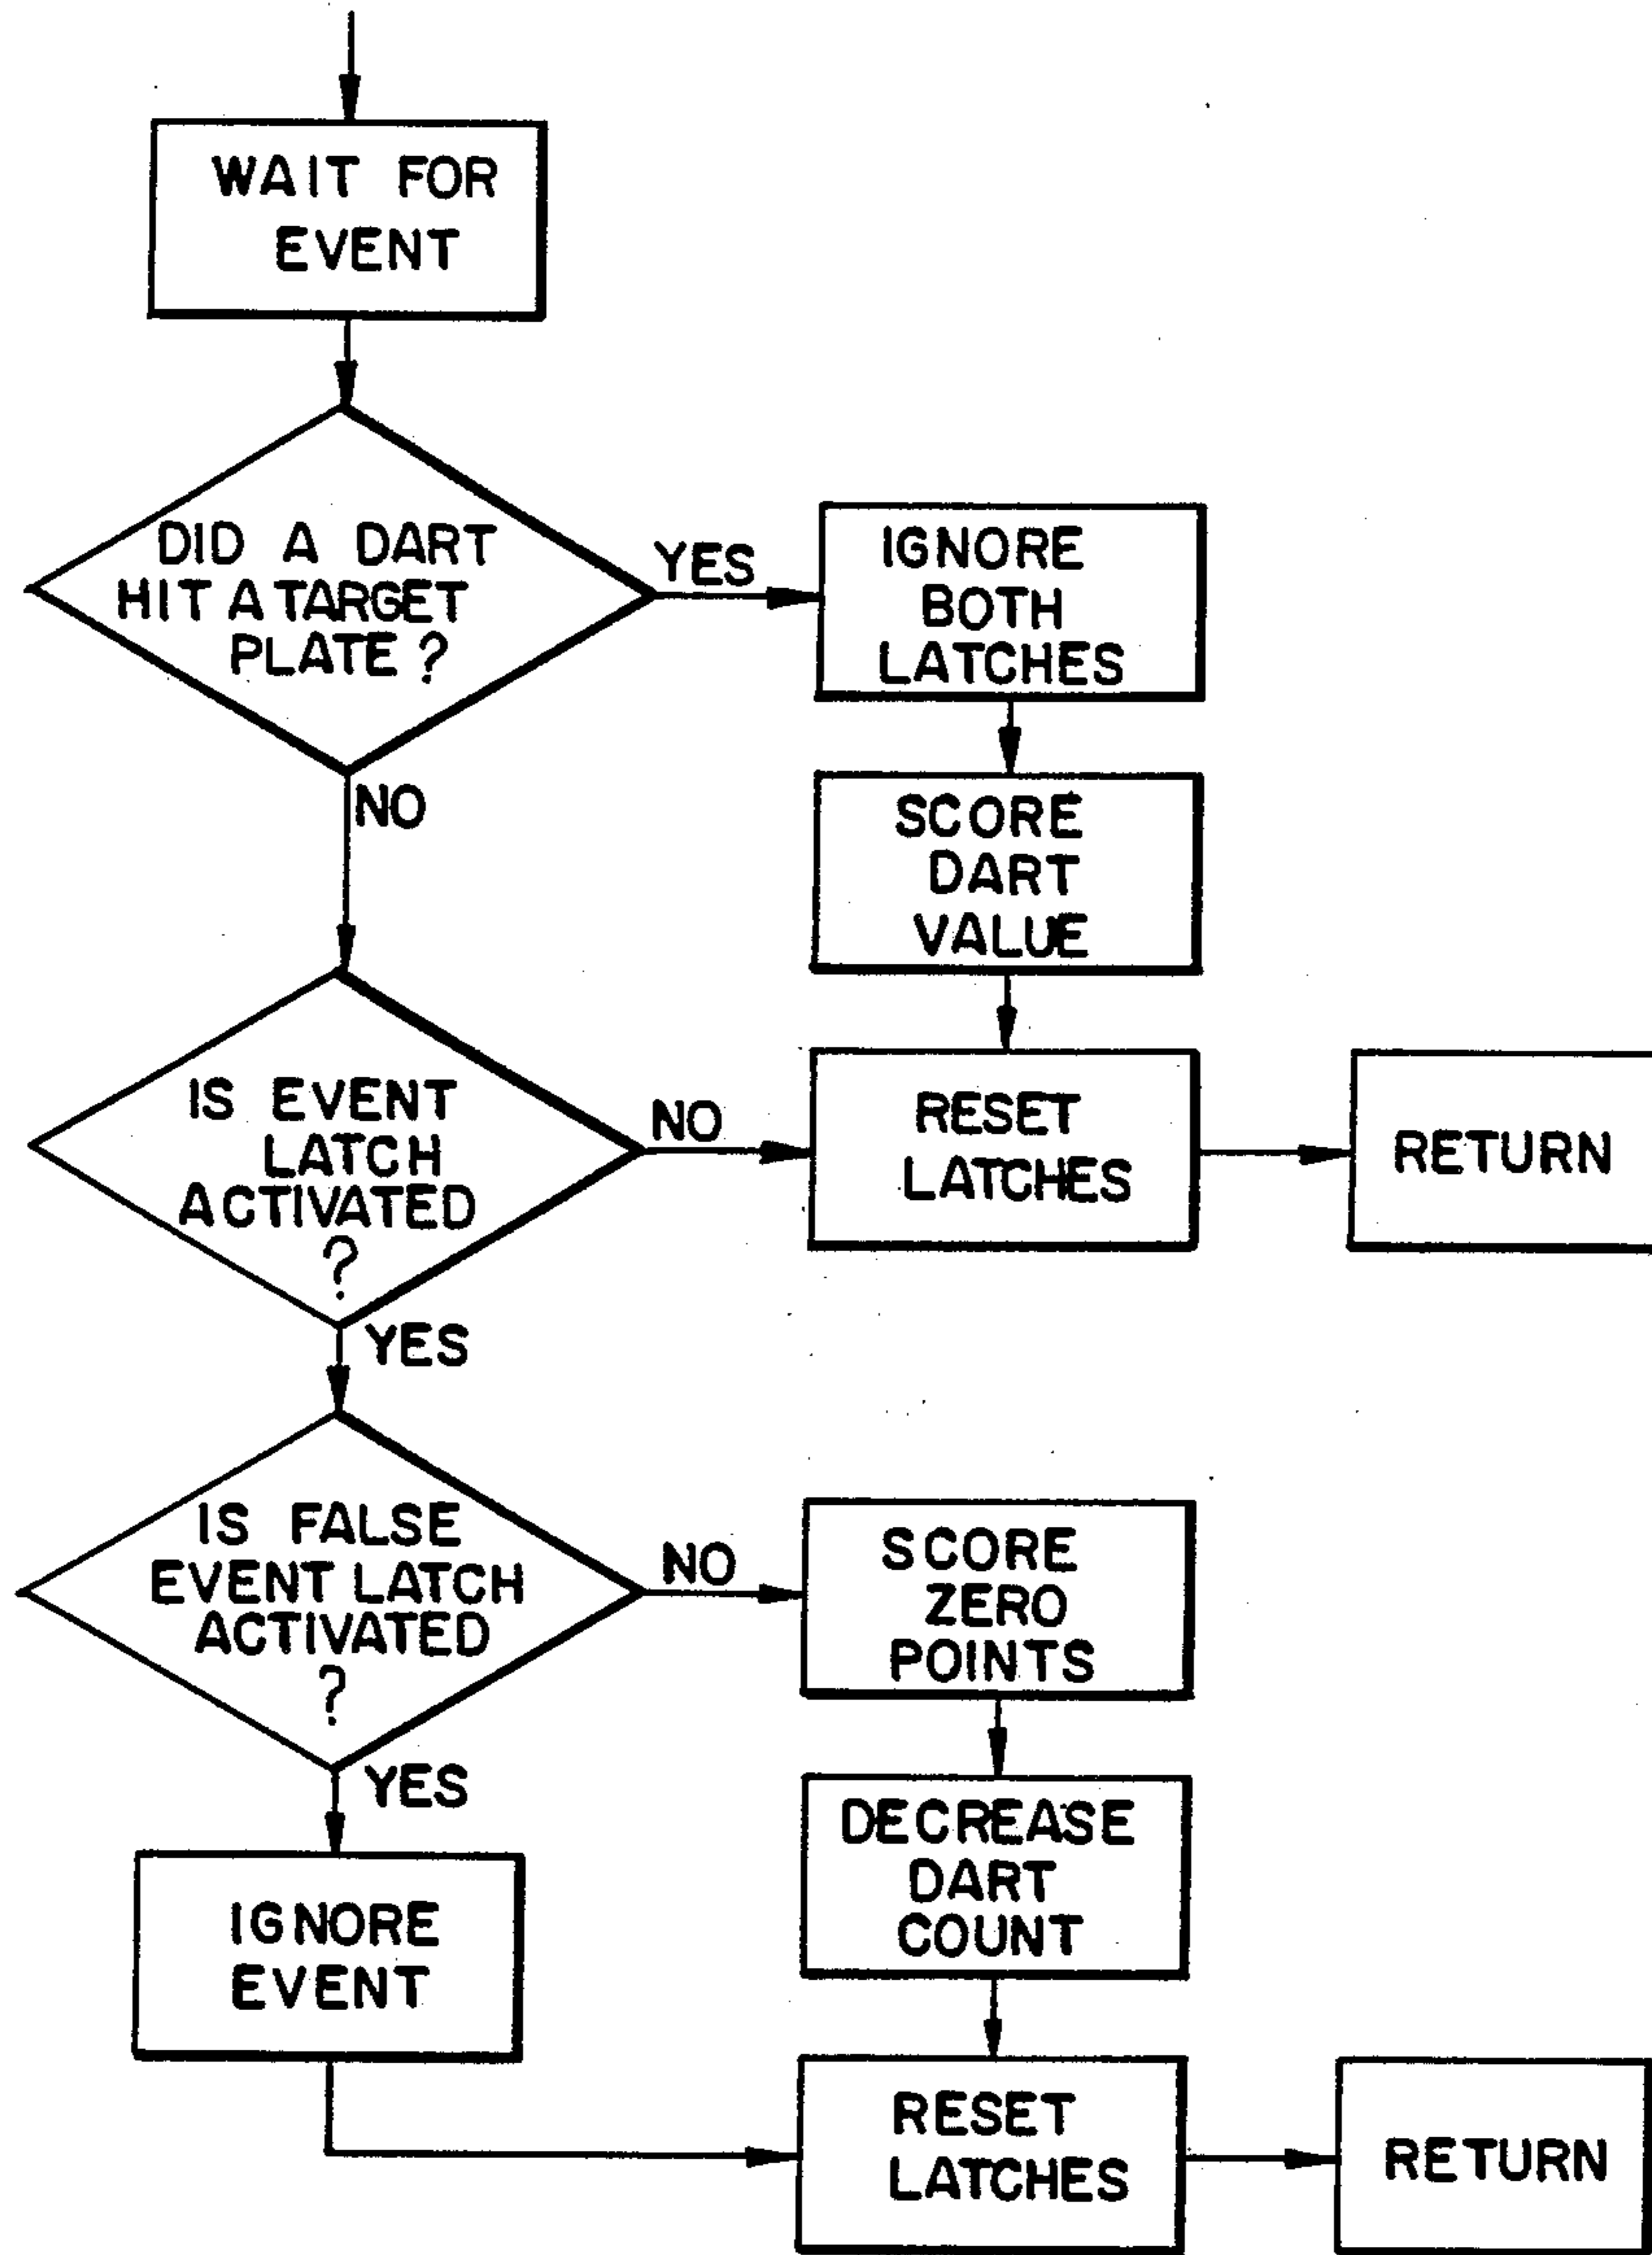 WAIT FOR
EVENT
DID A DART
HIT A TARGET
PLATE ?
YES
IGNORE
BOTH
LATCHES
NO
SCORE
DART
VALUE
IS EVENT
LATCH
ACTIVATED
?
NO
RESET
LATCHES
RETURN
YES
IS FALSE
EVENT LATCH
ACTIVATED
?
NO
SCORE
ZERO
POINTS
YES
DECREASE
DART
COUNT
IGNORE
EVENT
RESET
LATCHES
RETURN